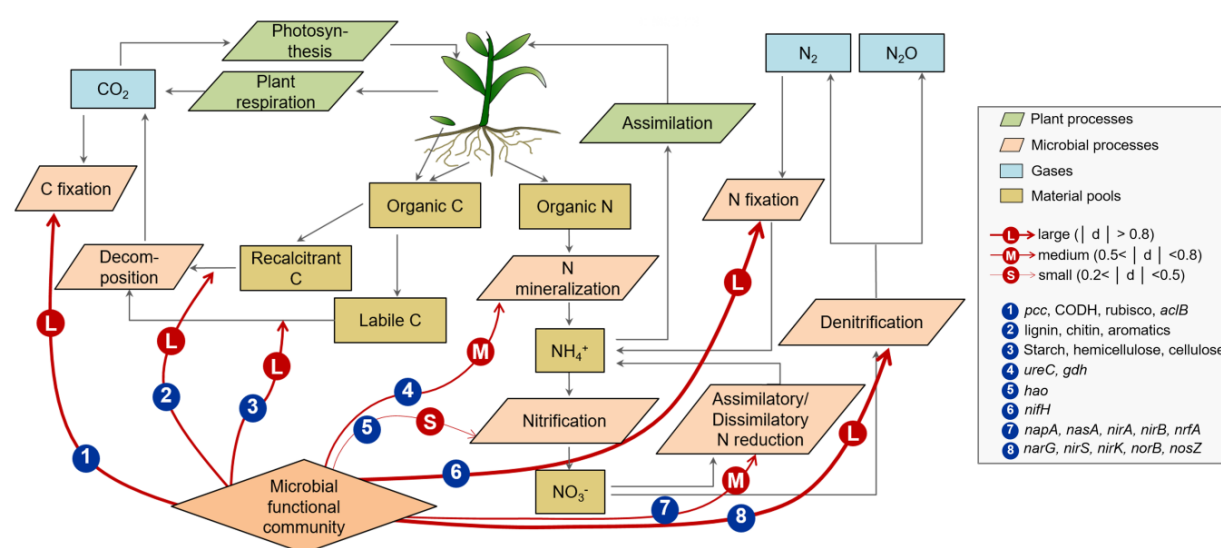 Photosyn-
thesis
Plant
respiration
CO₂
C fixation
Decom-
position
Recalcitrant
C
Organic C
Labile C
Organic N
N
mineralization
NH₄⁺
Nitrification
NO₃⁻
Assimilation
N₂
N₂O
N fixation
Denitrification
Assimilatory/
Dissimilatory
N reduction
Microbial
functional
community
L
L
L
M
S
L
M
L
1
2
3
4
5
6
7
8
Plant processes
Microbial processes
Gases
Material pools
L large (| d | > 0.8)
M medium (0.5< | d | <0.8)
S small (0.2< | d | <0.5)
1 pcc, CODH, rubisco, aclB
2 lignin, chitin, aromatics
3 Starch, hemicellulose, cellulose
4 ureC, gdh
5 hao
6 nifH
7 napA, nasA, nirA, nirB, nrfA
8 narG, nirS, nirK, norB, nosZ